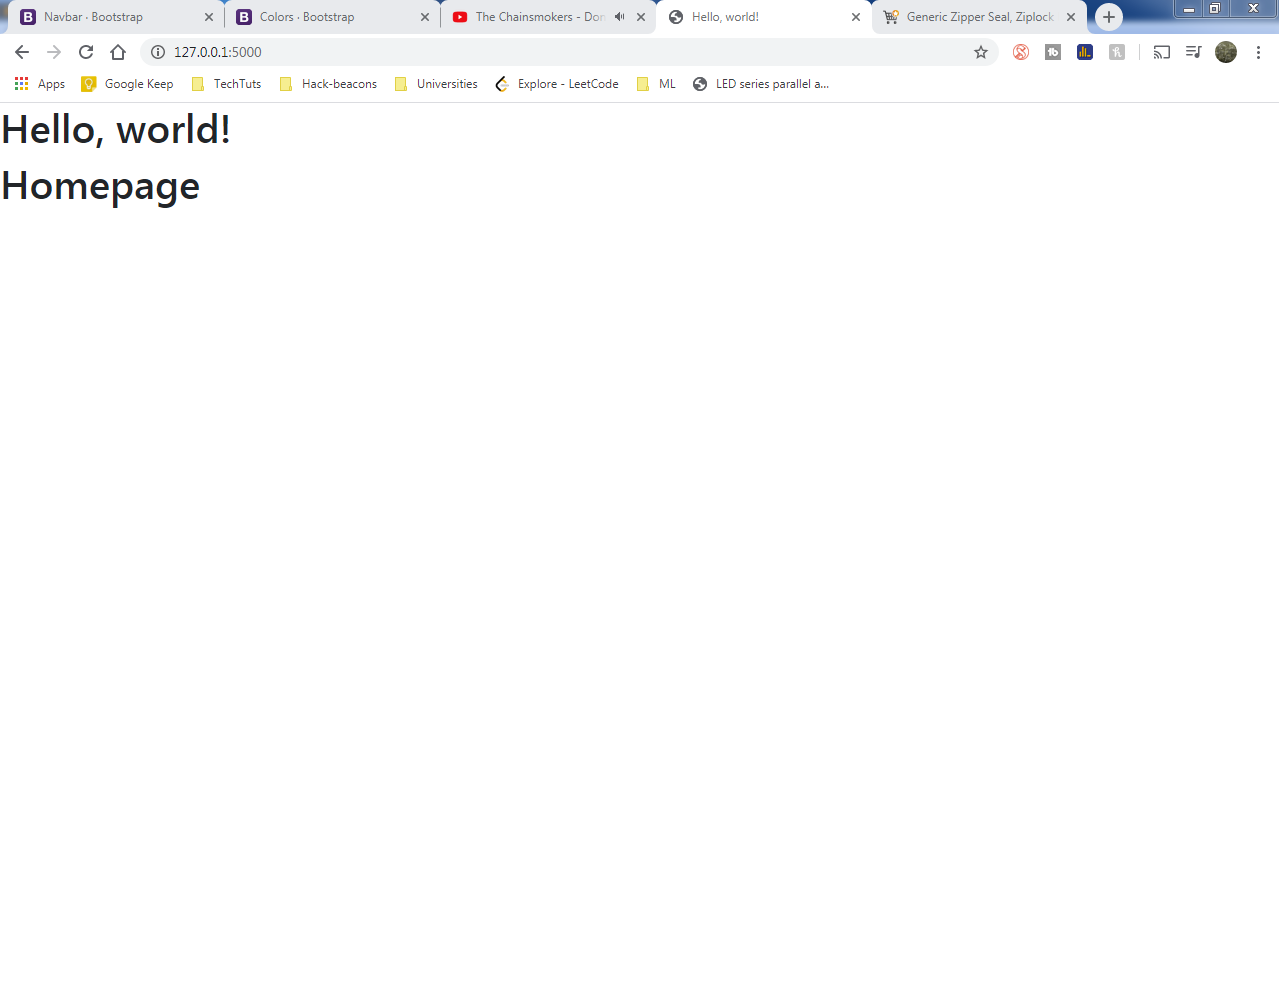 Navbar · Bootstrap
Colors · Bootstrap
The Chainsmokers - Don
Hello, world!
Generic Zipper Seal, Ziplock
127.0.0.1:5000
Apps
Google Keep
TechTuts
Hack-beacons
Universities
Explore - LeetCode
ML
LED series parallel a...
Hello, world!
Homepage